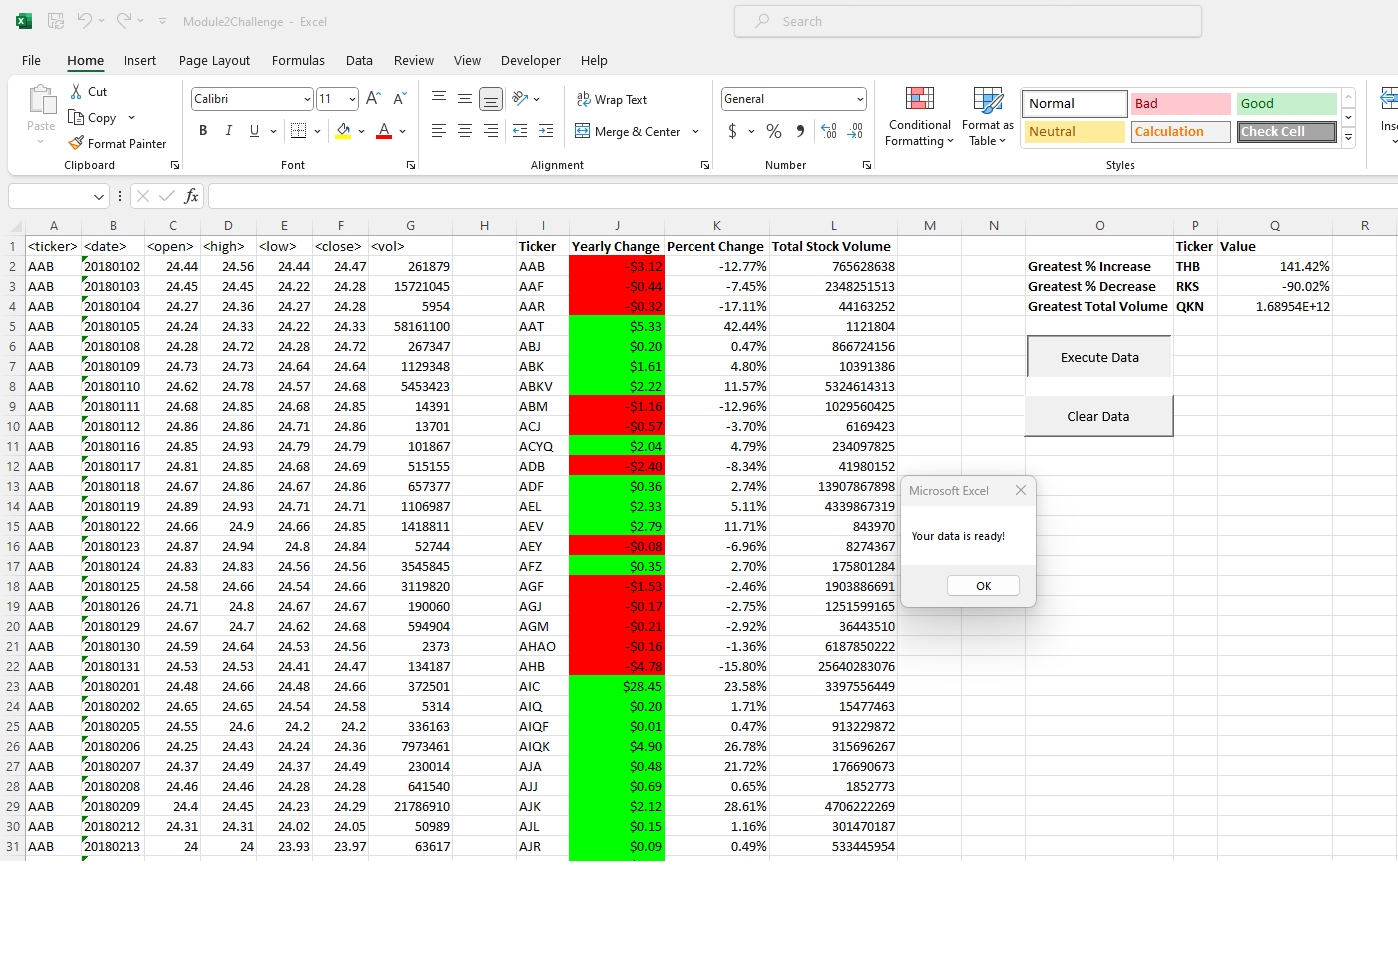 Module2Challenge - Excel
Search
File Home Insert Page Layout Formulas Data Review View Developer Help
Paste
Cut
Copy
Format Painter
Clipboard
Calibri 11
B I U A
Font
Wrap Text
Merge & Center
Alignment
General
$ % 9
Number
Conditional Formatting
Format as Table
Normal Bad Good
Neutral Calculation Check Cell
Styles
Ins
fx
A B C D E F G H I J K L M N O P Q R
1 <ticker> <date> <open> <high> <low> <close> <vol> Ticker Yearly Change Percent Change Total Stock Volume Ticker Value
2 AAB 20180102 24.44 24.56 24.44 24.47 261879 AAB -$3.12 -12.77% 765628638 Greatest % Increase THB 141.42%
3 AAB 20180103 24.45 24.45 24.22 24.28 15721045 AAF -$0.44 -7.45% 2348251513 Greatest % Decrease RKS -90.02%
4 AAB 20180104 24.27 24.36 24.27 24.28 5954 AAR -$0.32 -17.11% 44163252 Greatest Total Volume QKN 1.68954E+12
5 AAB 20180105 24.24 24.33 24.22 24.33 58161100 AAT $5.33 42.44% 1121804
6 AAB 20180108 24.28 24.72 24.28 24.72 267347 ABJ $0.20 0.47% 866724156
7 AAB 20180109 24.73 24.73 24.64 24.64 1129348 ABK $1.61 4.80% 10391386
8 AAB 20180110 24.62 24.78 24.57 24.68 5453423 ABKV $2.22 11.57% 5324614313
9 AAB 20180111 24.68 24.85 24.68 24.85 14391 ABM -$1.16 -12.96% 1029560425
10 AAB 20180112 24.86 24.86 24.71 24.86 13701 ACJ -$0.57 -3.70% 6169423
11 AAB 20180116 24.85 24.93 24.79 24.79 101867 ACYQ $2.04 4.79% 234097825
12 AAB 20180117 24.81 24.85 24.68 24.69 515155 ADB -$2.40 -8.34% 41980152
13 AAB 20180118 24.67 24.86 24.67 24.86 657377 ADF $0.36 2.74% 13907867898
14 AAB 20180119 24.89 24.93 24.71 24.71 1106987 AEL $2.33 5.11% 4339867319
15 AAB 20180122 24.66 24.9 24.66 24.85 1418811 AEV $2.79 11.71% 843970
16 AAB 20180123 24.87 24.94 24.8 24.84 52744 AEY -$0.08 -6.96% 8274367
17 AAB 20180124 24.83 24.83 24.56 24.56 3545845 AFZ $0.35 2.70% 175801284
18 AAB 20180125 24.58 24.66 24.54 24.66 3119820 AGF -$1.53 -2.46% 1903886691
19 AAB 20180126 24.71 24.8 24.67 24.67 190060 AGJ -$0.17 -2.75% 1251599165
20 AAB 20180129 24.67 24.7 24.62 24.68 594904 AGM -$0.21 -2.92% 36443510
21 AAB 20180130 24.59 24.64 24.53 24.56 2373 AHAO -$0.16 -1.36% 6187850222
22 AAB 20180131 24.53 24.53 24.41 24.47 134187 AHB -$4.78 -15.80% 25640283076
23 AAB 20180201 24.48 24.66 24.48 24.66 372501 AIC $28.45 23.58% 3397556449
24 AAB 20180202 24.65 24.65 24.54 24.58 5314 AIQ $0.20 1.71% 15477463
25 AAB 20180205 24.55 24.6 24.2 24.2 336163 AIQF $0.01 0.47% 913229872
26 AAB 20180206 24.25 24.43 24.24 24.36 7973461 AIQK $4.90 26.78% 315696267
27 AAB 20180207 24.37 24.49 24.37 24.49 230014 AJA $0.48 21.72% 176690673
28 AAB 20180208 24.46 24.46 24.28 24.28 641540 AJJ $0.69 0.65% 1852773
29 AAB 20180209 24.4 24.45 24.23 24.29 21786910 AJK $2.12 28.61% 4706222269
30 AAB 20180212 24.31 24.31 24.02 24.05 50989 AJL $0.15 1.16% 301470187
31 AAB 20180213 24 24 23.93 23.97 63617 AJR $0.09 0.49% 533445954
Execute Data
Clear Data
Microsoft Excel
Your data is ready!
OK